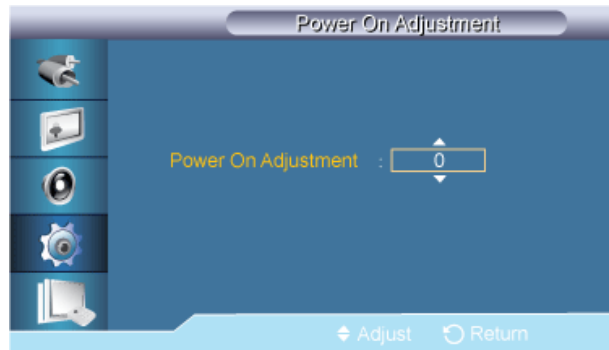 Power On Adjustment
Power On Adjustment : 0
Adjust Return